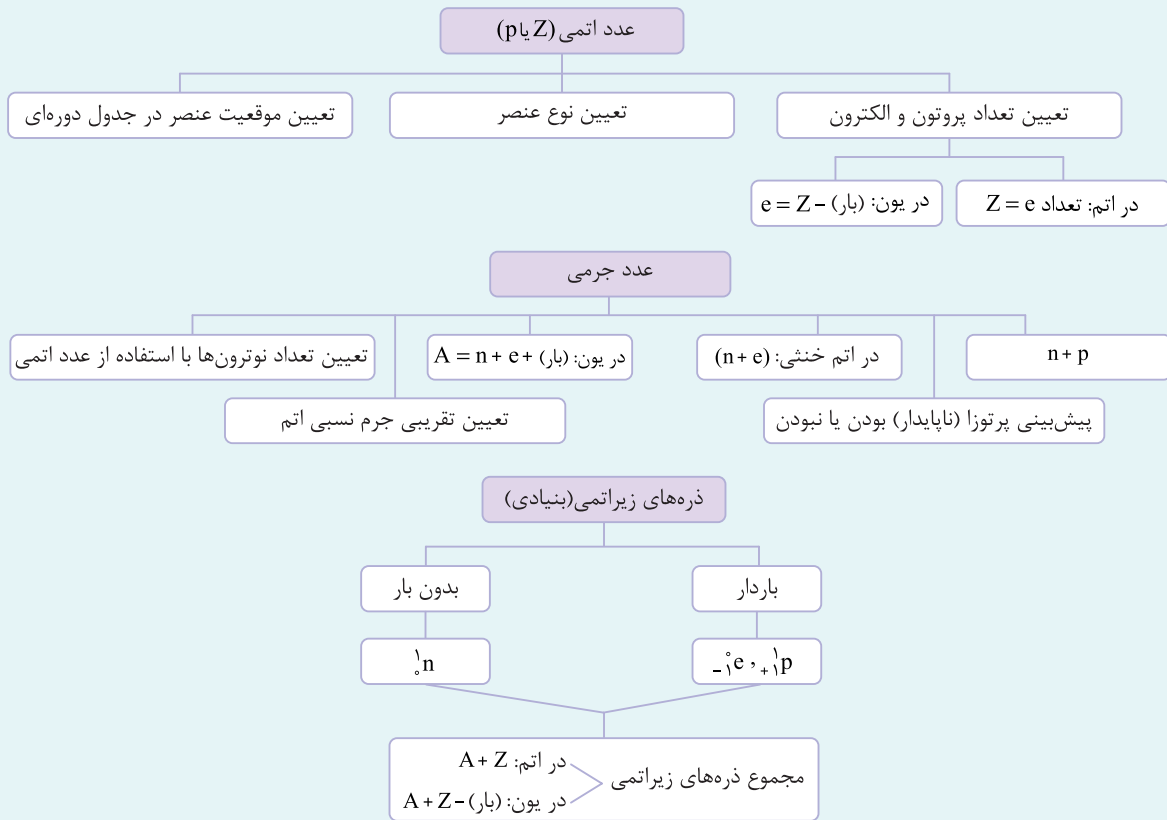 عدد اتمی (Z یا p)
تعیین تعداد پروتون و الکترون
تعیین نوع عنصر
تعیین موقعیت عنصر در جدول دوره‌ای
در اتم: تعداد Z = e
در یون: e = Z − (بار)
عدد جرمی
n + p
در اتم خنثی: (n + e)
در یون: A = n + e + (بار)
تعیین تعداد نوترون‌ها با استفاده از عدد اتمی
پیش‌بینی پرتوزا (ناپایدار) بودن یا نبودن
تعیین تقریبی جرم نسبی اتم
ذره‌های زیراتمی(بنیادی)
باردار
بدون بار
₋۱⁰e , ₊۱¹p
₀¹n
مجموع ذره‌های زیراتمی
در اتم: A + Z
در یون: A + Z − (بار)